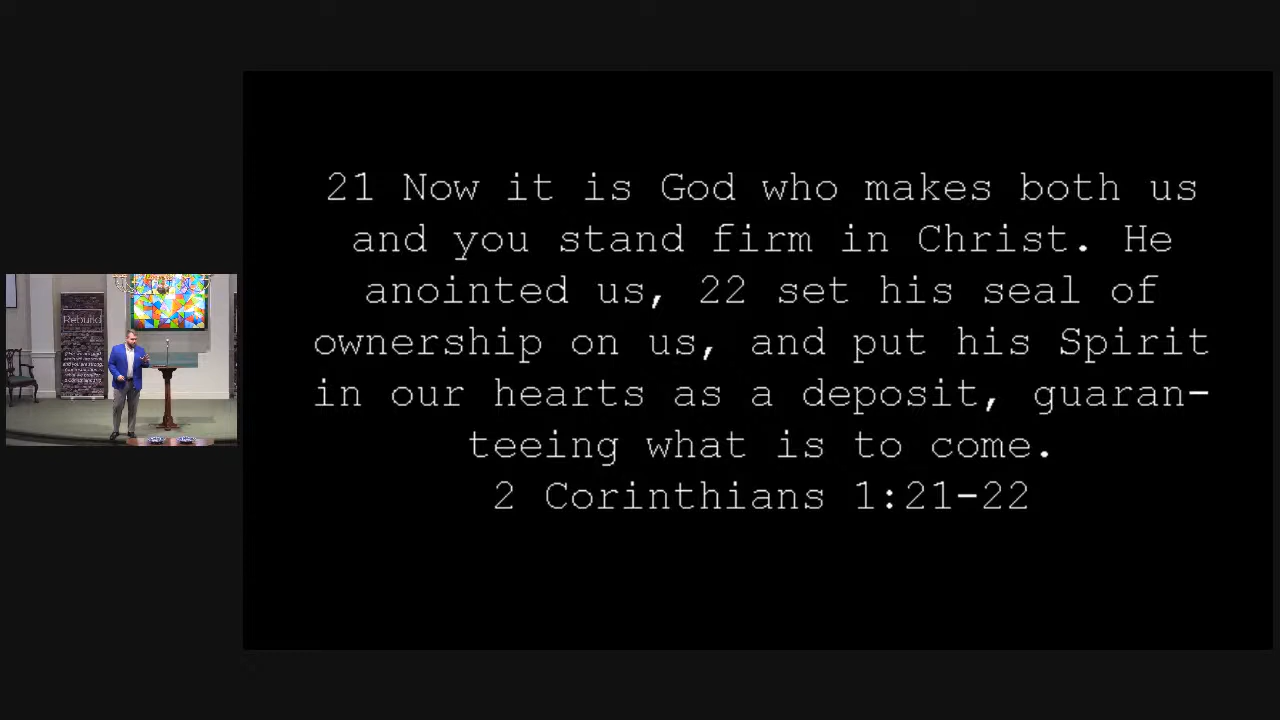 21 Now it is God who makes both us
and you stand firm in Christ. He
anointed us, 22 set his seal of
ownership on us, and put his Spirit
in our hearts as a deposit, guaran-
teeing what is to come.
2 Corinthians 1:21-22
Rebuild